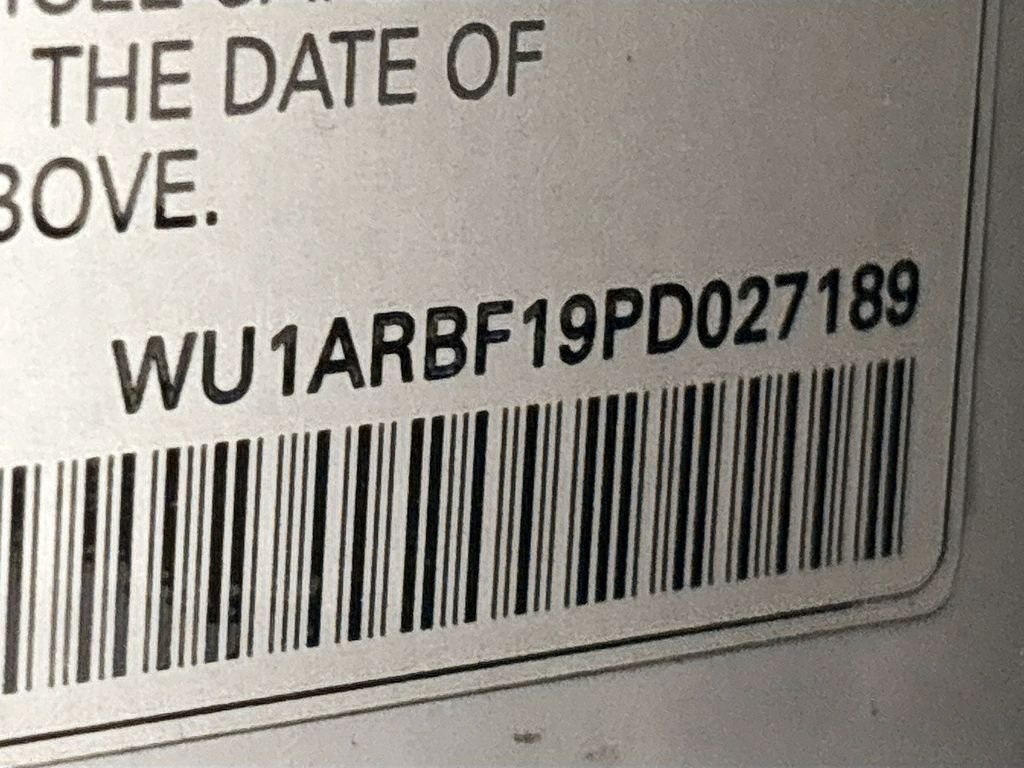 THE DATE OF
BOVE.
WU1ARBF19PD027189